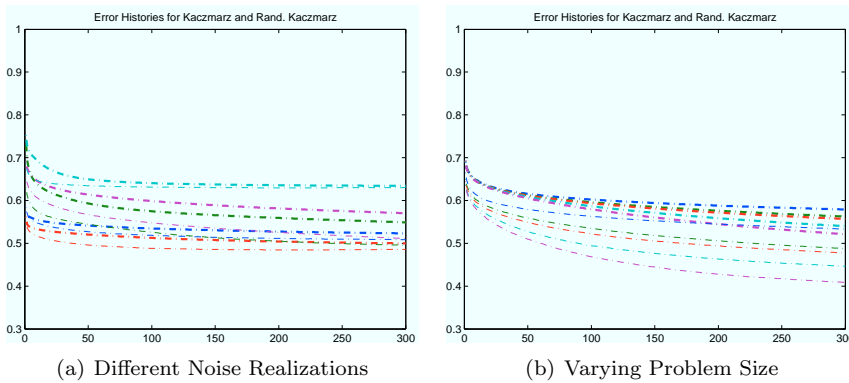 Error Histories for Kaczmarz and Rand. Kaczmarz
1
0.9
0.8
0.7
0.6
0.5
0.4
0.3
0 50 100 150 200 250 300
(a) Different Noise Realizations
Error Histories for Kaczmarz and Rand. Kaczmarz
1
0.9
0.8
0.7
0.6
0.5
0.4
0.3
0 50 100 150 200 250 30
(b) Varying Problem Size